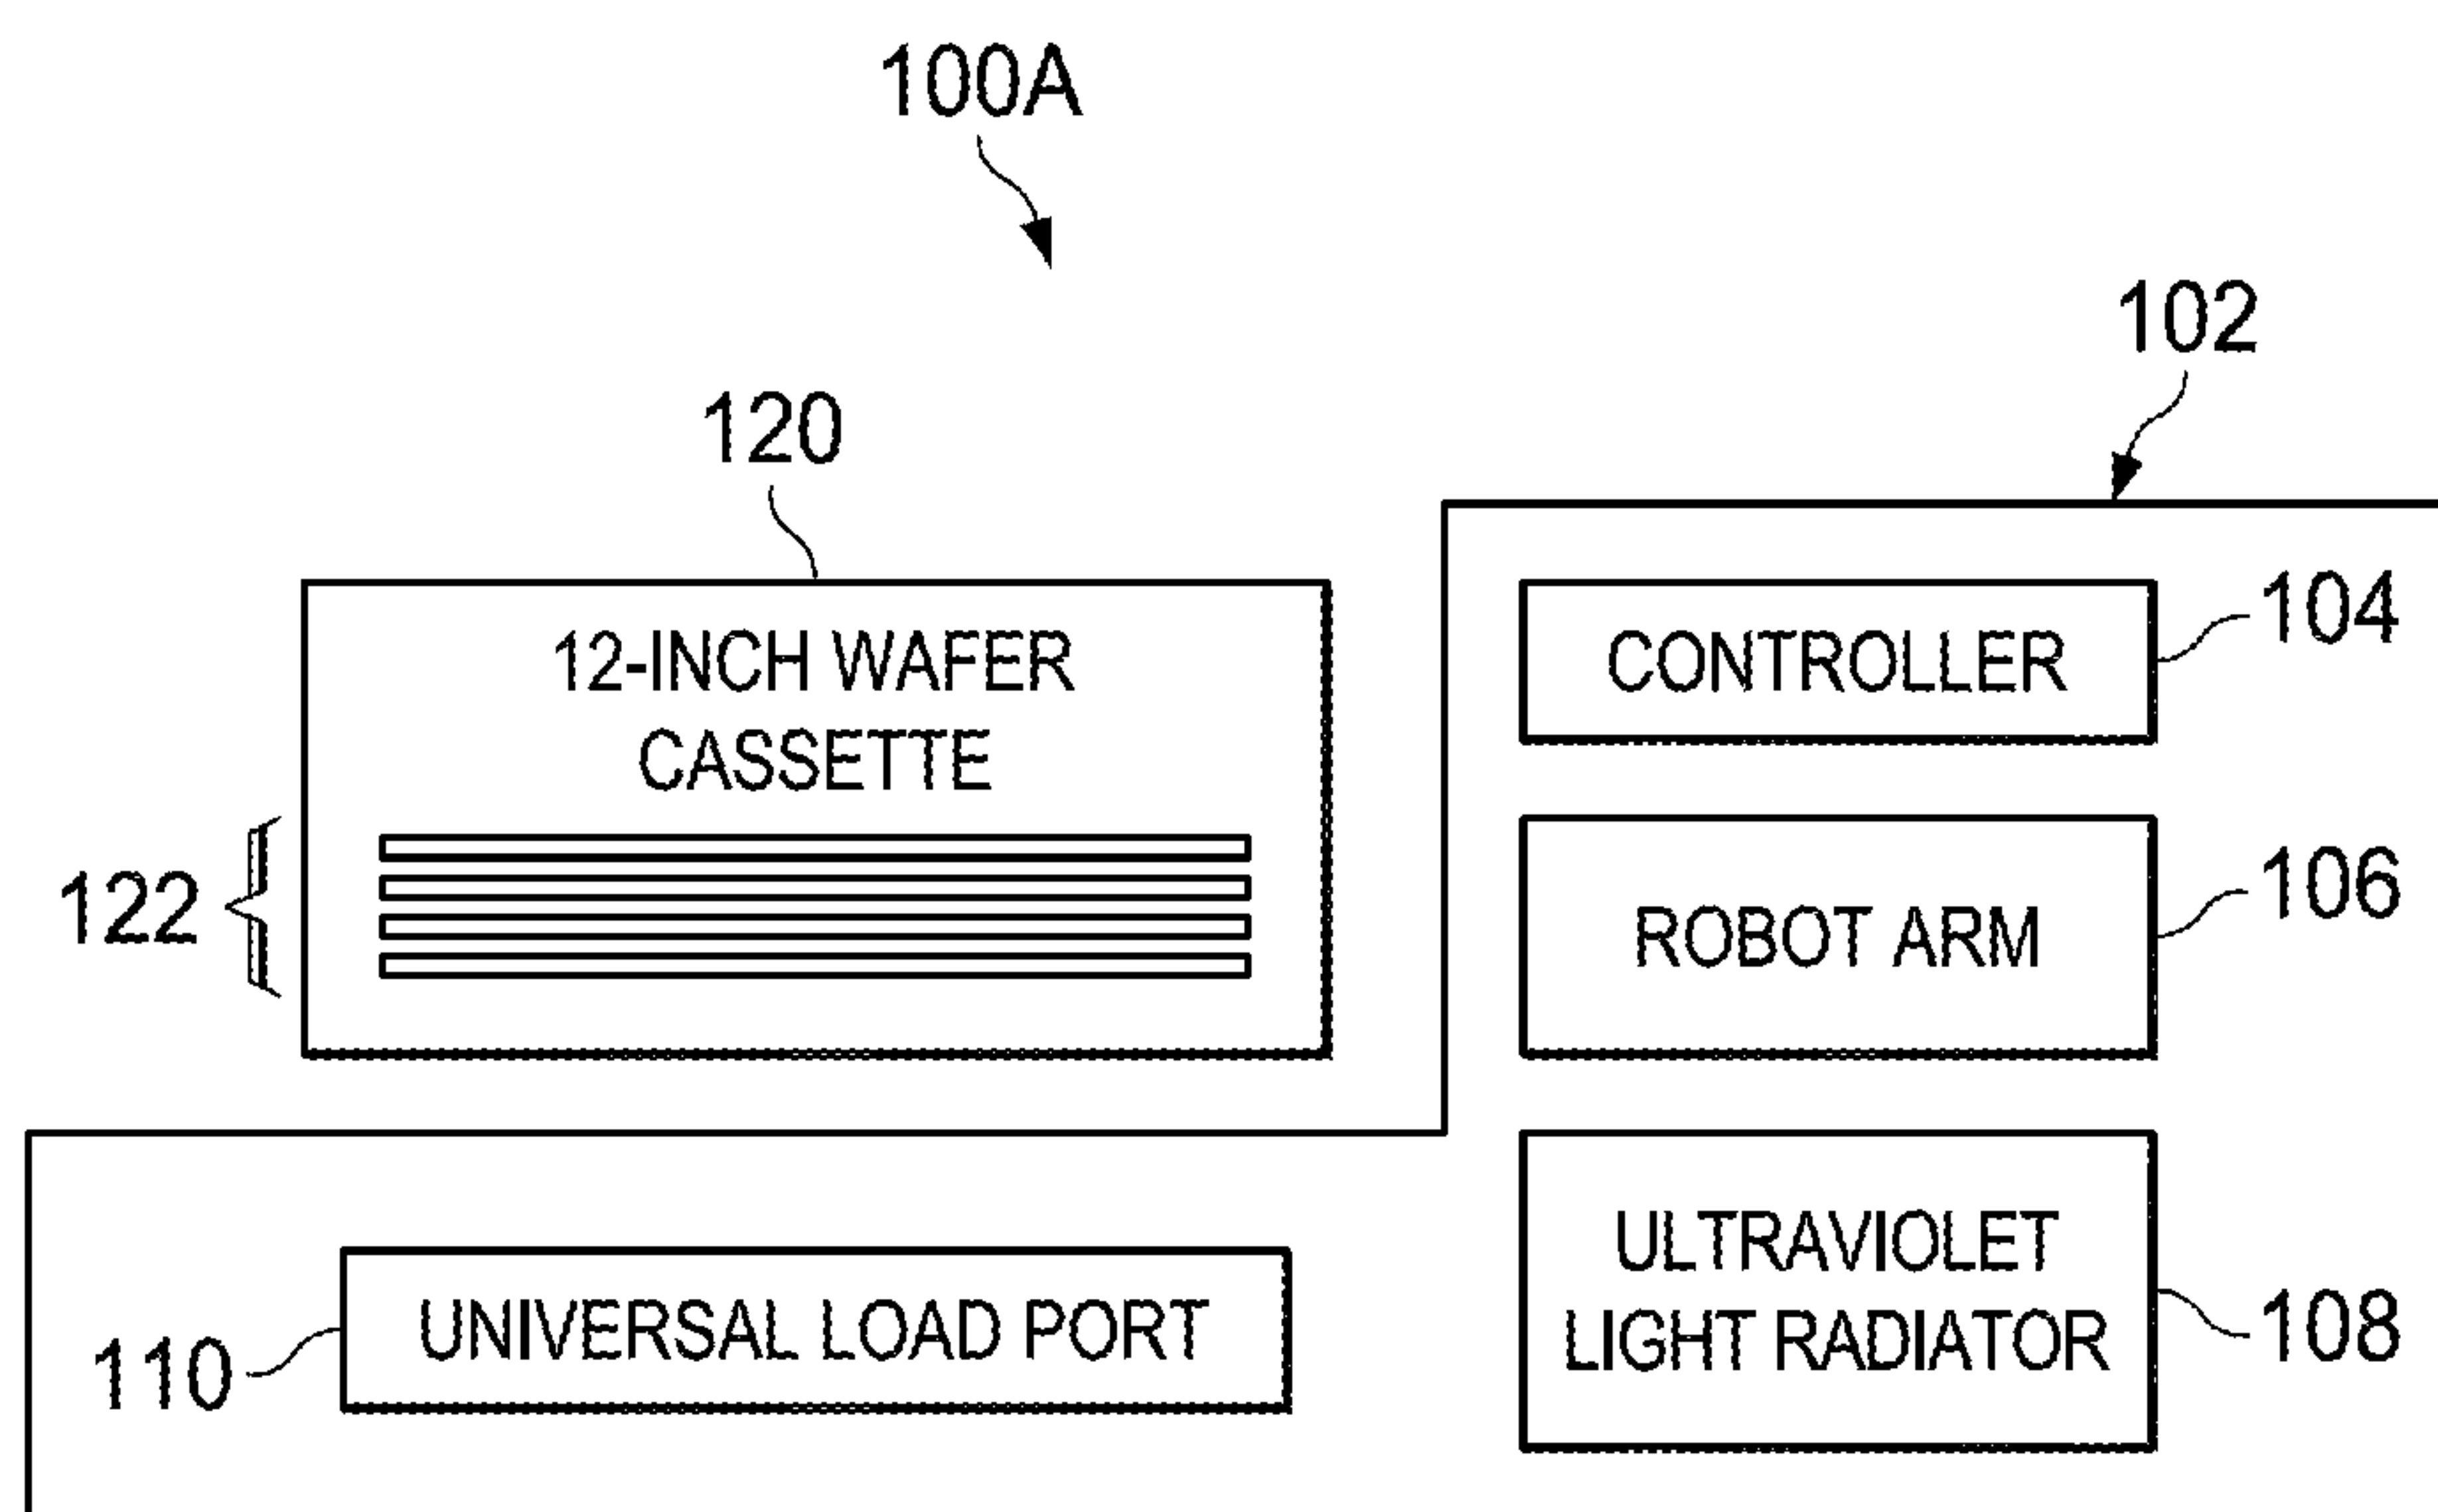 100A
102
120
12-INCH WAFER
CASSETTE
122
CONTROLLER
104
ROBOT ARM
106
ULTRAVIOLET
LIGHT RADIATOR
108
UNIVERSAL LOAD PORT
110